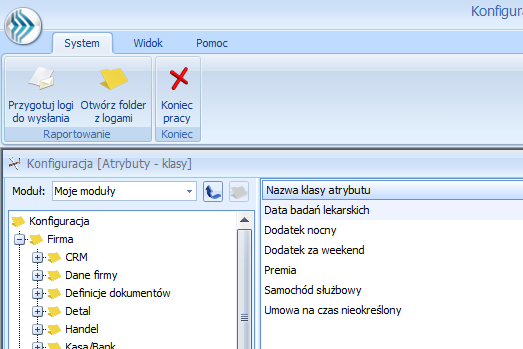 Konfigura
System Widok Pomoc
Przygotuj logi
do wysłania
Otwórz folder
z logami
Koniec
pracy
Raportowanie Koniec
Konfiguracja [Atrybuty - klasy]
Moduł: Moje moduły
Konfiguracja
Firma
CRM
Dane firmy
Definicje dokumentów
Detal
Handel
Kasa/Bank
Nazwa klasy atrybutu
Data badań lekarskich
Dodatek nocny
Dodatek za weekend
Premia
Samochód służbowy
Umowa na czas nieokreślony